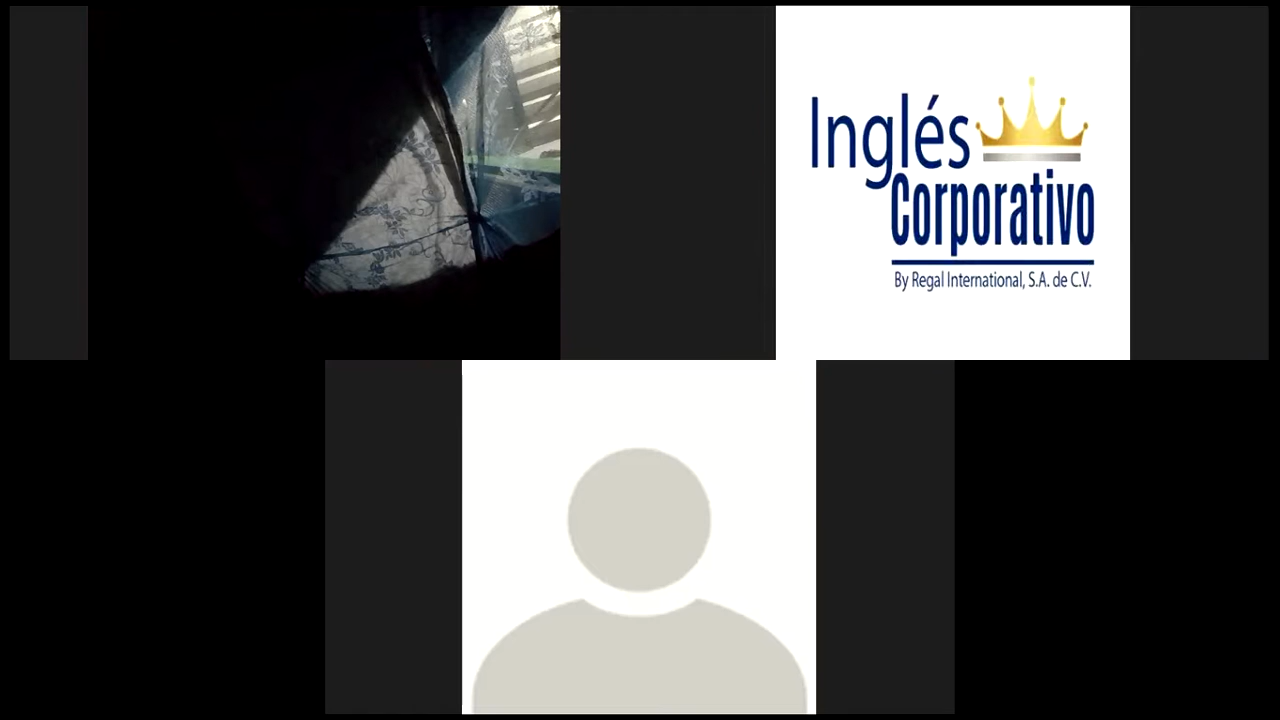 Inglés
Corporativo
By Regal International, S.A. de C.V.